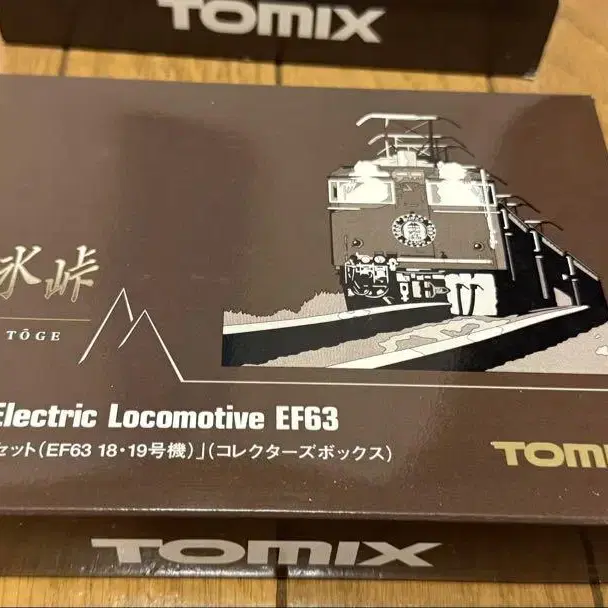 TOMIX
氷峠
TŌGE
Electric Locomotive EF63
セット(EF63 18・19号機)」(コレクターズボックス)
TOMI
TOMIX